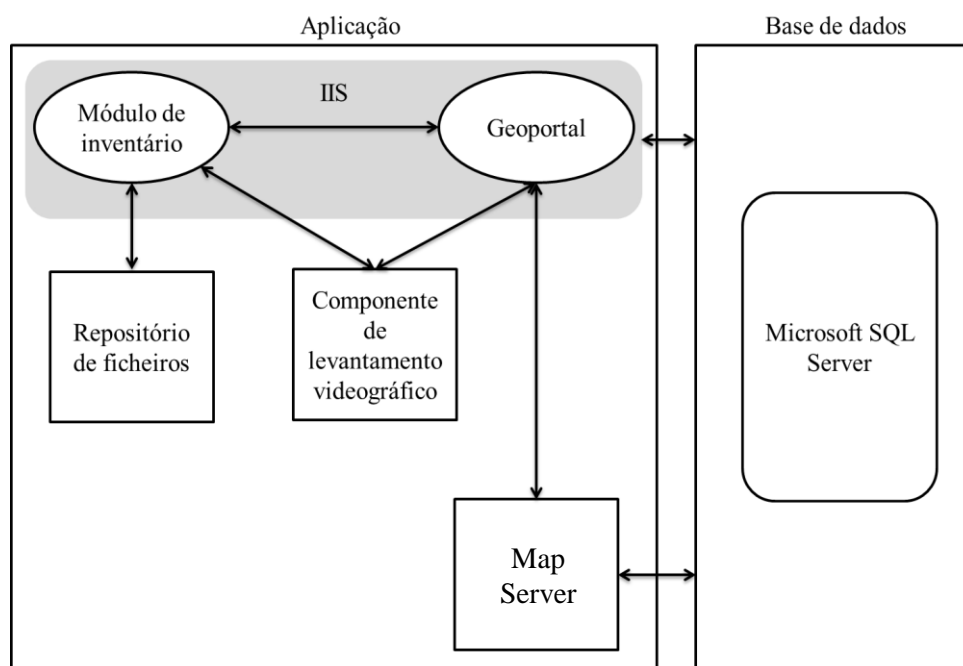 Aplicação
Base de dados
IIS
Módulo de
inventário
Geoportal
Repositório
de ficheiros
Componente
de
levantamento
videográfico
Microsoft SQL
Server
Map
Server